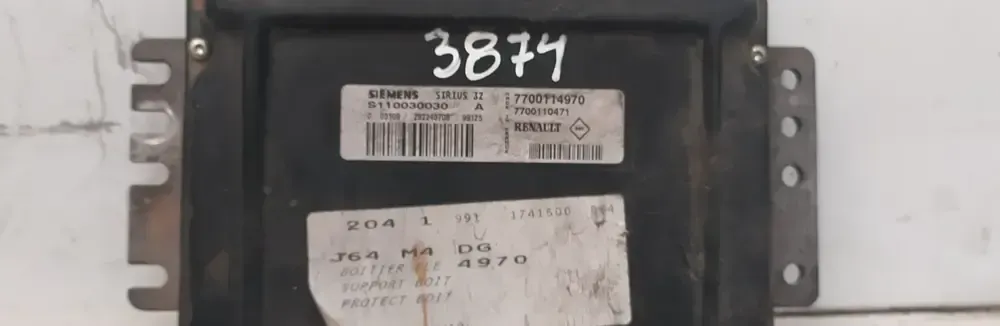 3874
SIEMENS SIRIUS 32
S110030030 A
7700114970
7700110471
RENAULT
204 1 991 1741500
J64 M4 DG
BOITIER 4970
SUPPORT BOIT
PROTECT BOIT